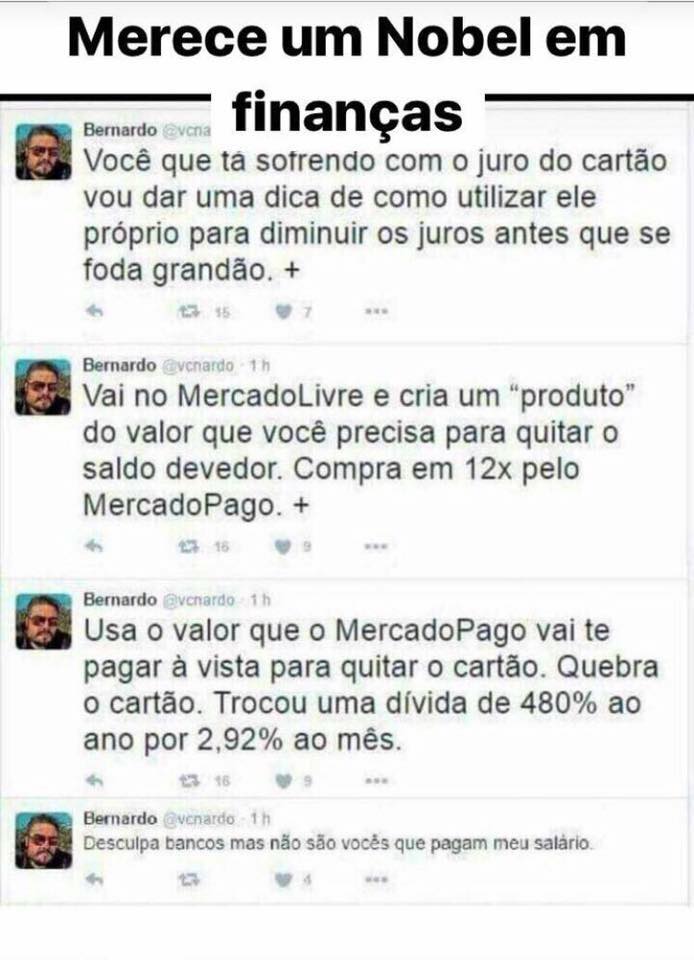 Merece um Nobel em
finanças
Bernardo @vcna
Você que tá sofrendo com o juro do cartão
vou dar uma dica de como utilizar ele
próprio para diminuir os juros antes que se
foda grandão. +
15 7
Bernardo @vcnardo · 1 h
Vai no MercadoLivre e cria um “produto”
do valor que você precisa para quitar o
saldo devedor. Compra em 12x pelo
MercadoPago. +
16 9
Bernardo @vcnardo · 1 h
Usa o valor que o MercadoPago vai te
pagar à vista para quitar o cartão. Quebra
o cartão. Trocou uma dívida de 480% ao
ano por 2,92% ao mês.
16 9
Bernardo @vcnardo · 1 h
Desculpa bancos mas não são vocês que pagam meu salário.
4